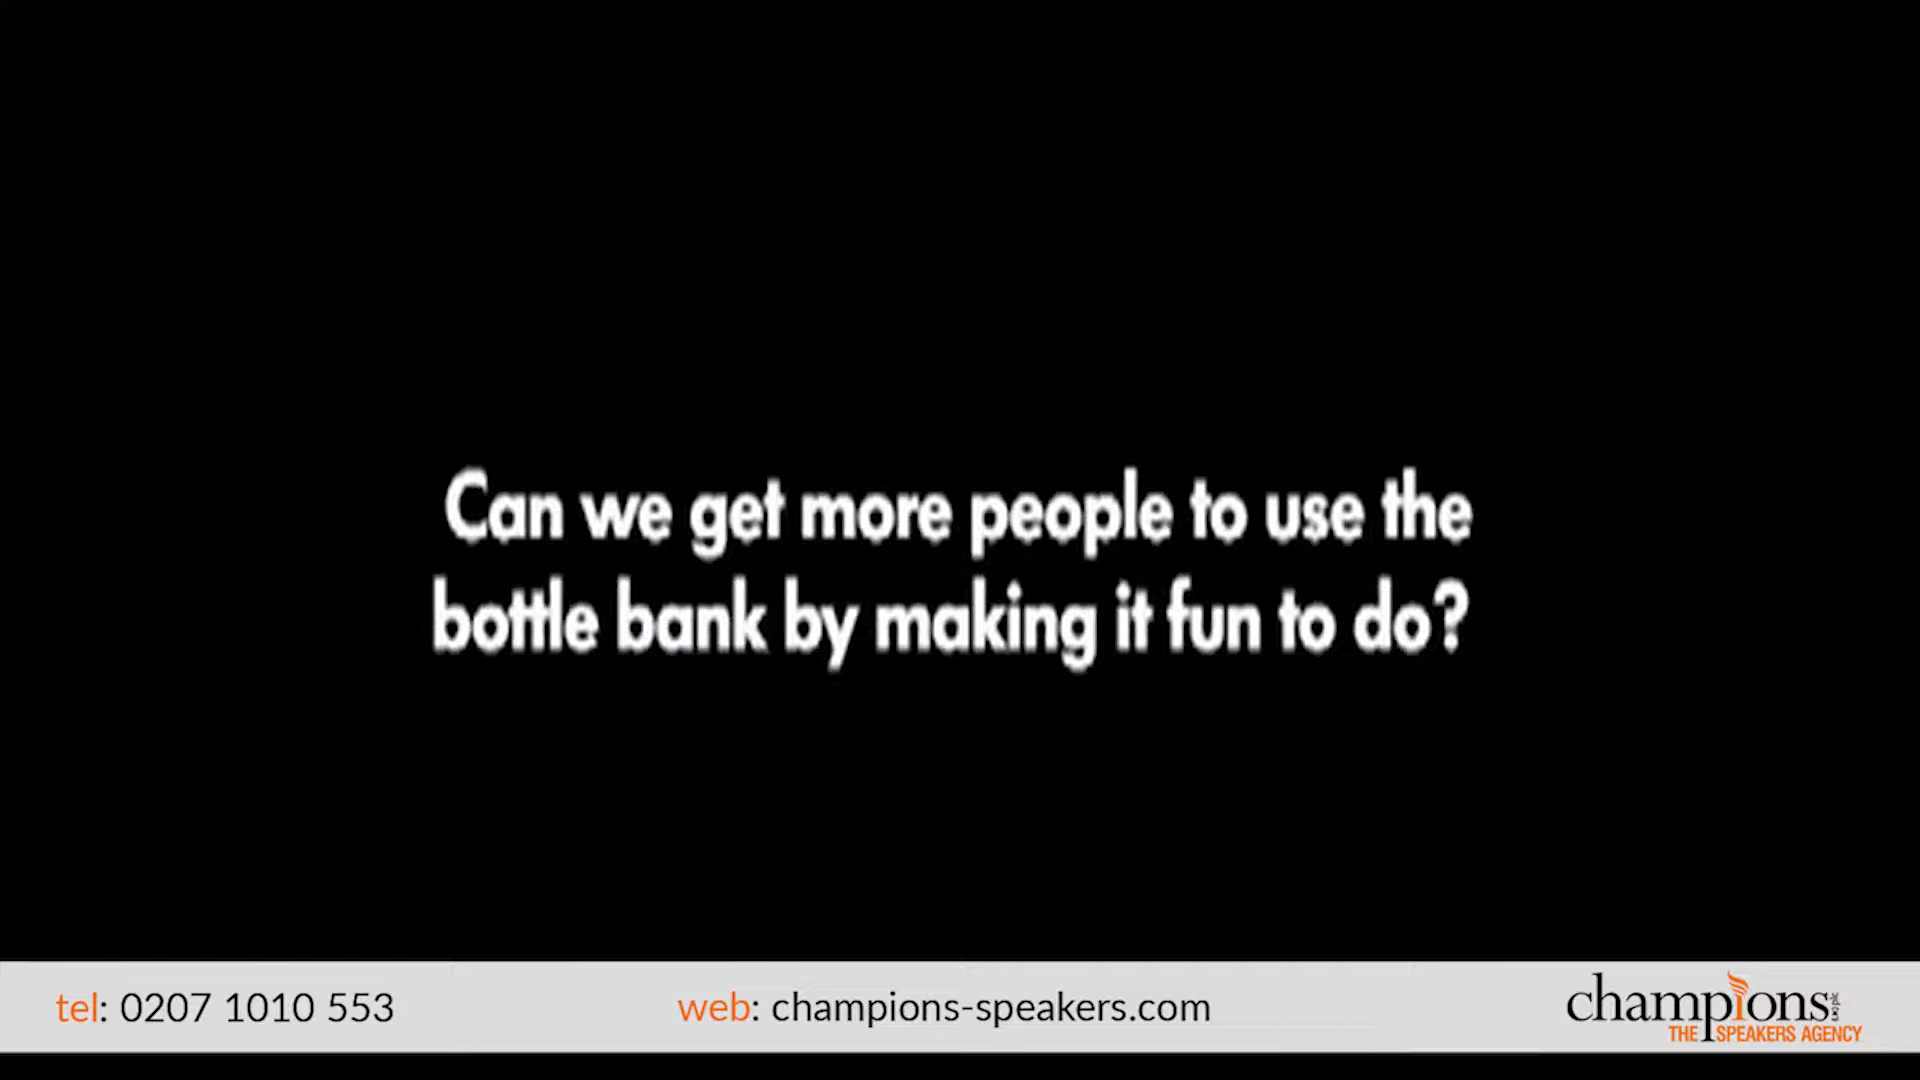 Can we get more people to use the
bottle bank by making it fun to do?
tel: 0207 1010 553
web: champions-speakers.com
champions
THE SPEAKERS AGENCY